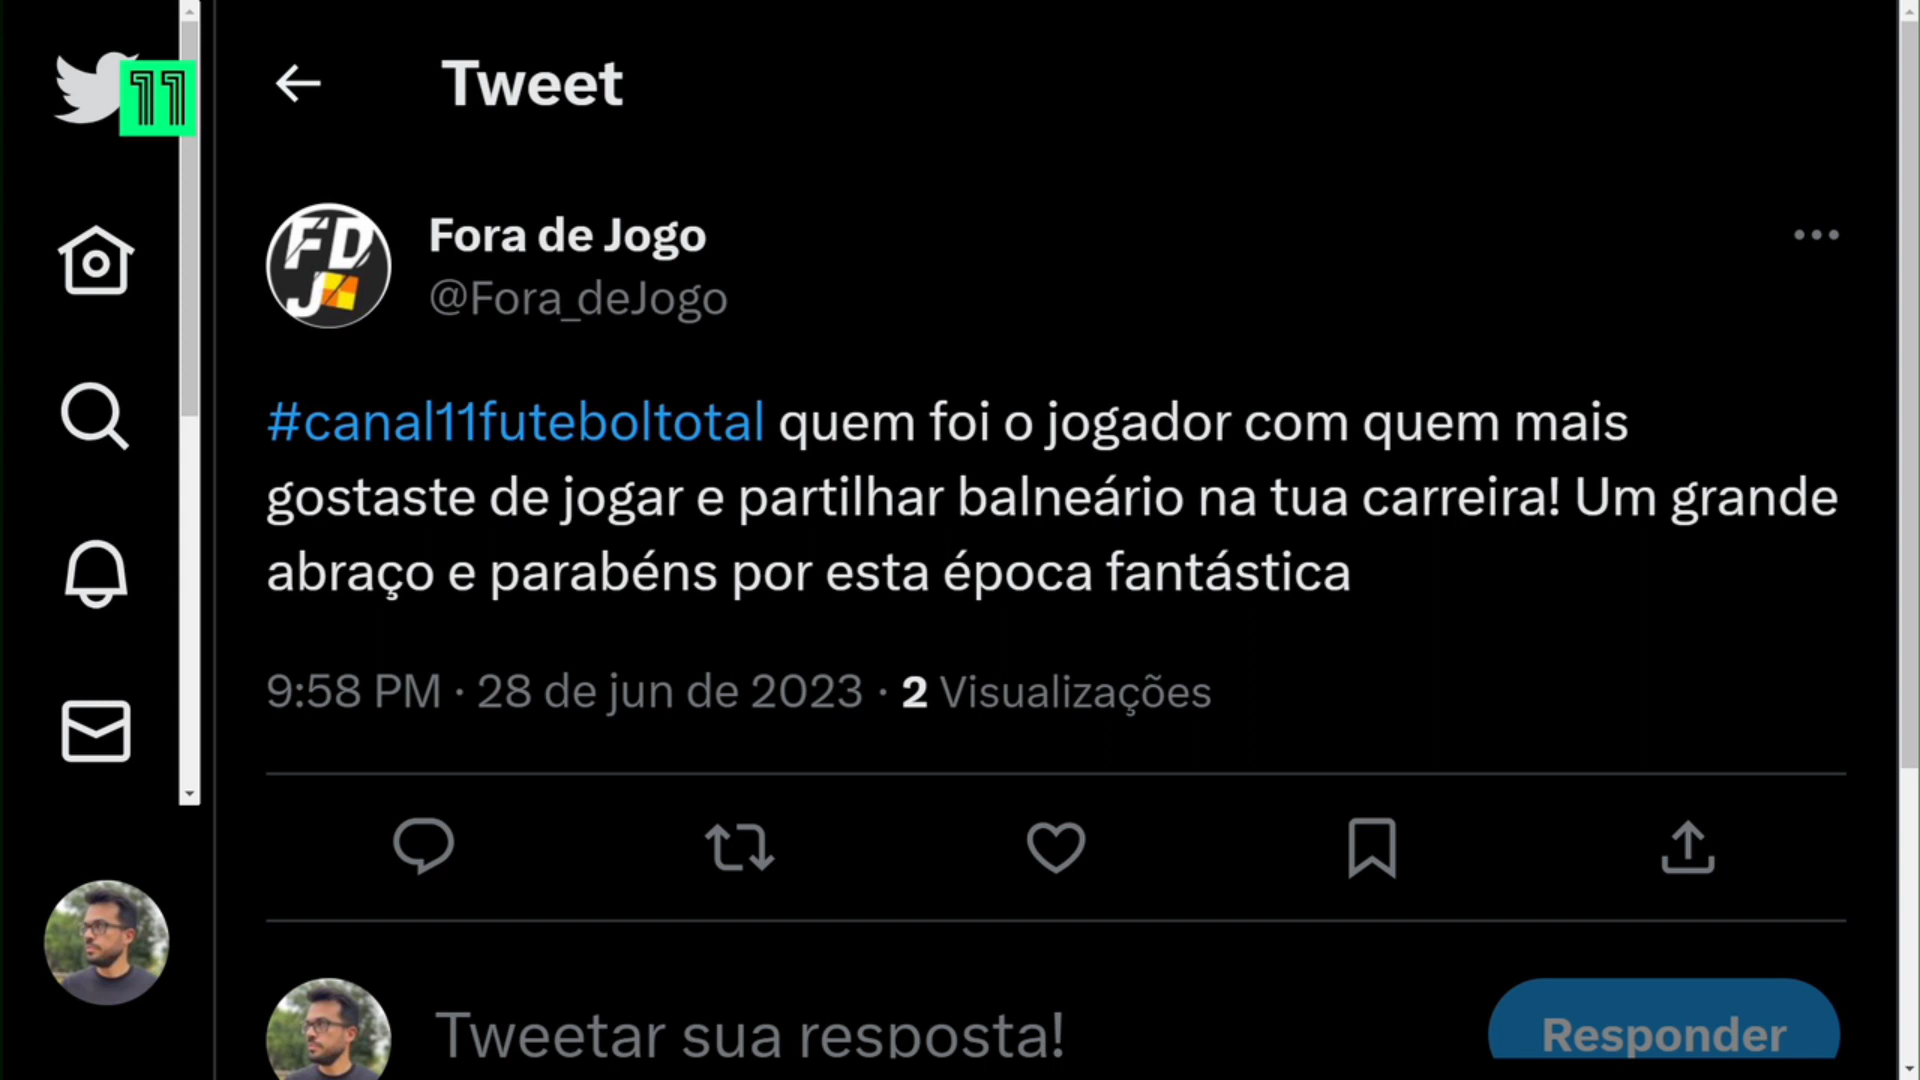 11
Tweet
FDJ
Fora de Jogo
@Fora_deJogo
#canal11futeboltotal quem foi o jogador com quem mais
gostaste de jogar e partilhar balneário na tua carreira! Um grande
abraço e parabéns por esta época fantástica
9:58 PM · 28 de jun de 2023 · 2 Visualizações
Tweetar sua resposta!
Responder